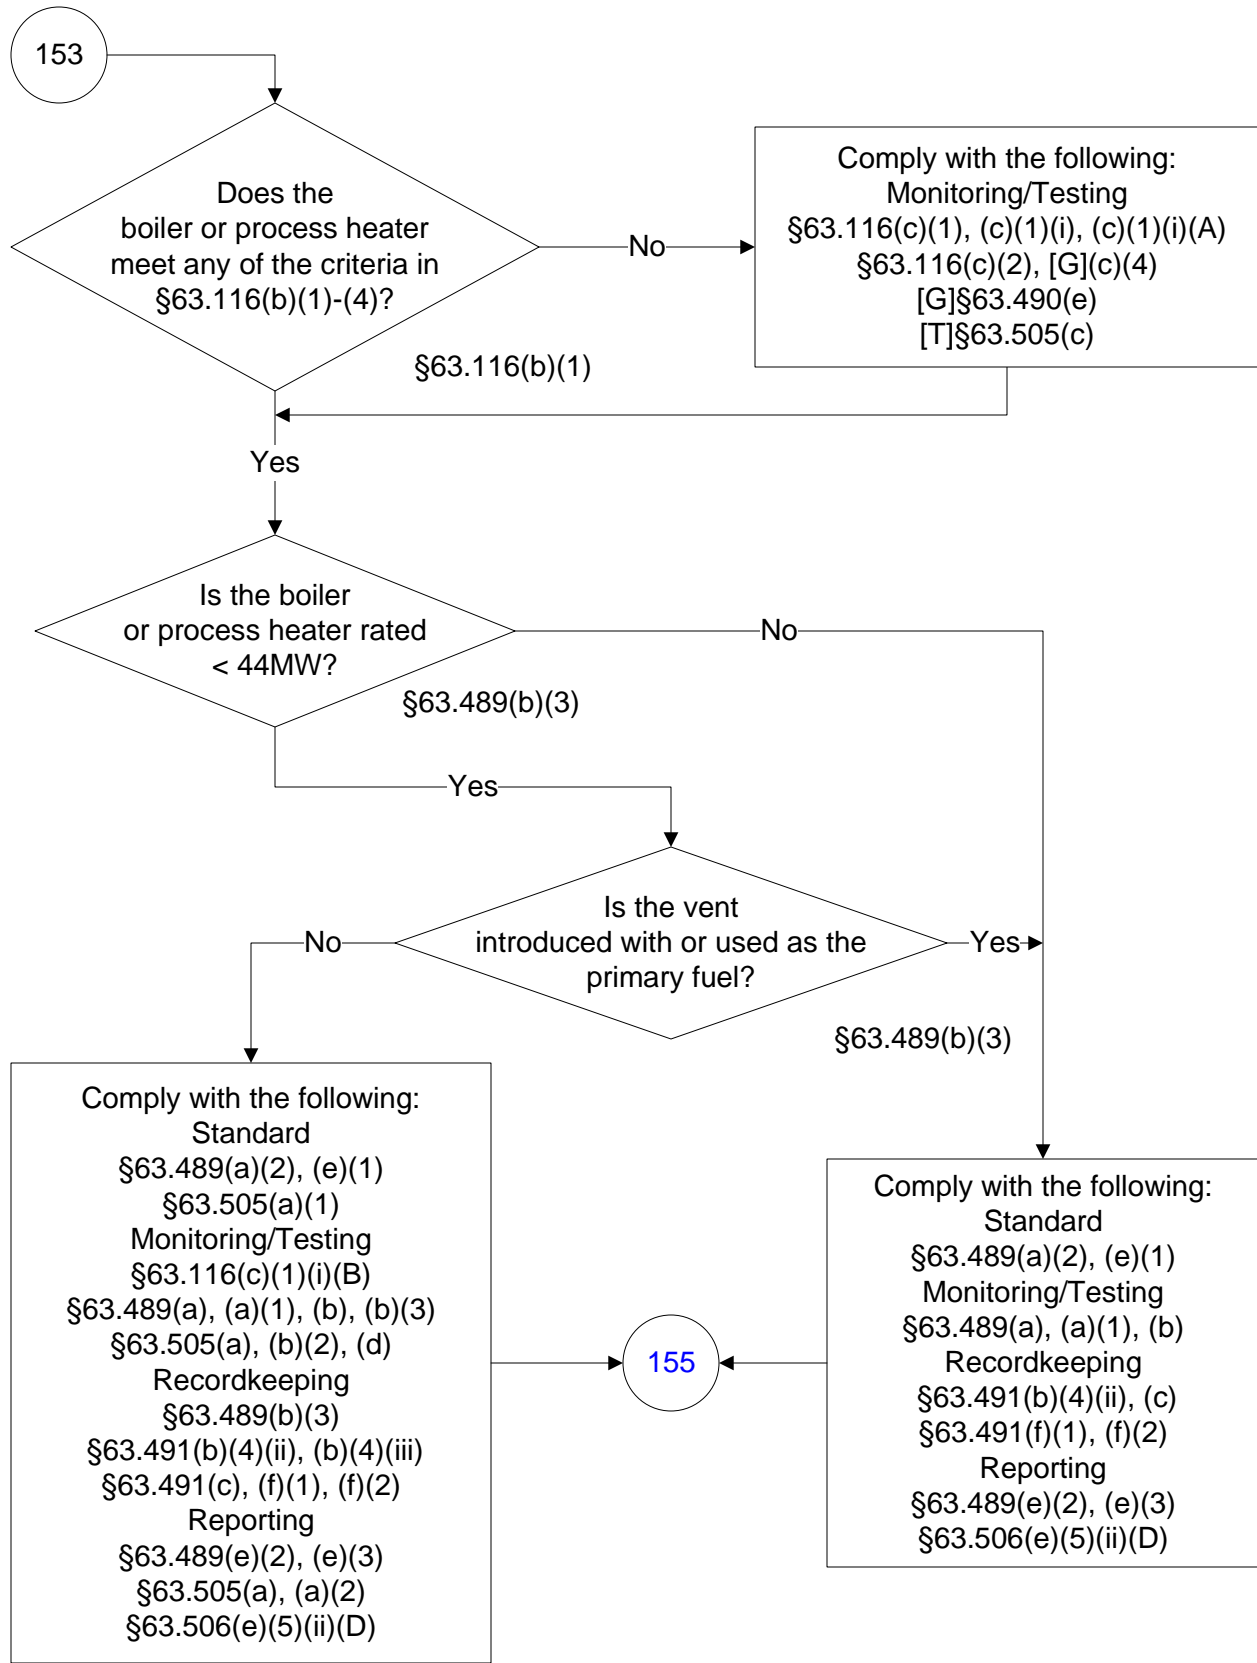 153
Does the
boiler or process heater
meet any of the criteria in
§63.116(b)(1)-(4)?
No
Comply with the following:
Monitoring/Testing
§63.116(c)(1), (c)(1)(i), (c)(1)(i)(A)
§63.116(c)(2), [G](c)(4)
[G]§63.490(e)
[T]§63.505(c)
§63.116(b)(1)
Yes
Is the boiler
or process heater rated
< 44MW?
No
§63.489(b)(3)
Yes
Is the vent
introduced with or used as the
primary fuel?
No
Yes
§63.489(b)(3)
Comply with the following:
Standard
§63.489(a)(2), (e)(1)
§63.505(a)(1)
Monitoring/Testing
§63.116(c)(1)(i)(B)
§63.489(a), (a)(1), (b), (b)(3)
§63.505(a), (b)(2), (d)
Recordkeeping
§63.489(b)(3)
§63.491(b)(4)(ii), (b)(4)(iii)
§63.491(c), (f)(1), (f)(2)
Reporting
§63.489(e)(2), (e)(3)
§63.505(a), (a)(2)
§63.506(e)(5)(ii)(D)
155
Comply with the following:
Standard
§63.489(a)(2), (e)(1)
Monitoring/Testing
§63.489(a), (a)(1), (b)
Recordkeeping
§63.491(b)(4)(ii), (c)
§63.491(f)(1), (f)(2)
Reporting
§63.489(e)(2), (e)(3)
§63.506(e)(5)(ii)(D)